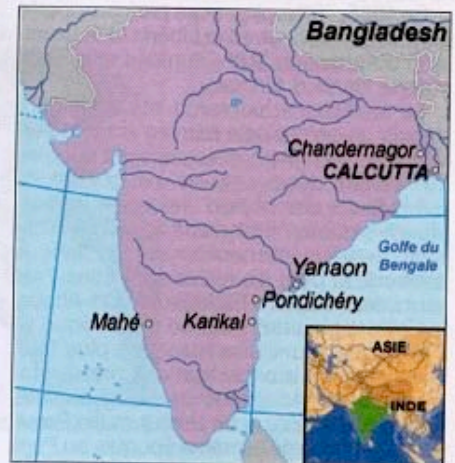 Bangladesh
Chandernagor
CALCUTTA
Golfe du
Bengale
Yanaon
Pondichéry
Mahé
Karikal
ASIE
INDE